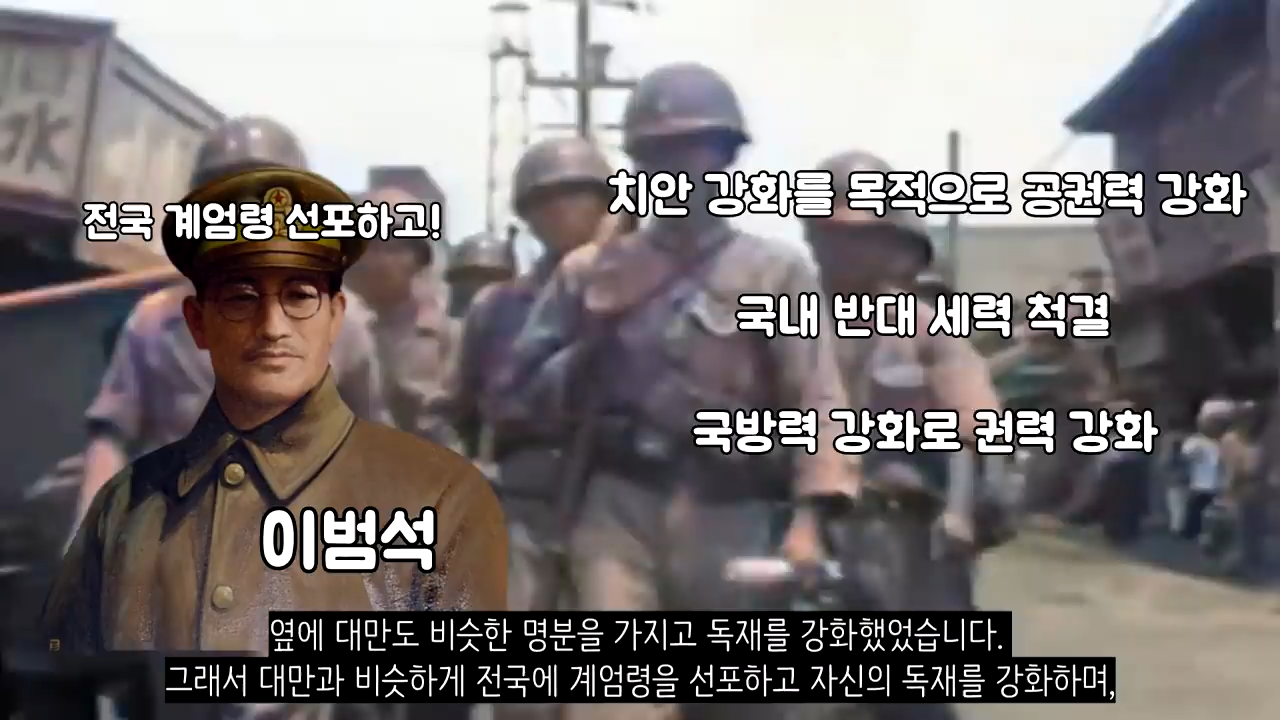 水
전국 계엄령 선포하고!
치안 강화를 목적으로 공권력 강화
국내 반대 세력 척결
국방력 강화로 권력 강화
이범석
옆에 대만도 비슷한 명분을 가지고 독재를 강화했었습니다.
그래서 대만과 비슷하게 전국에 계엄령을 선포하고 자신의 독재를 강화하며,